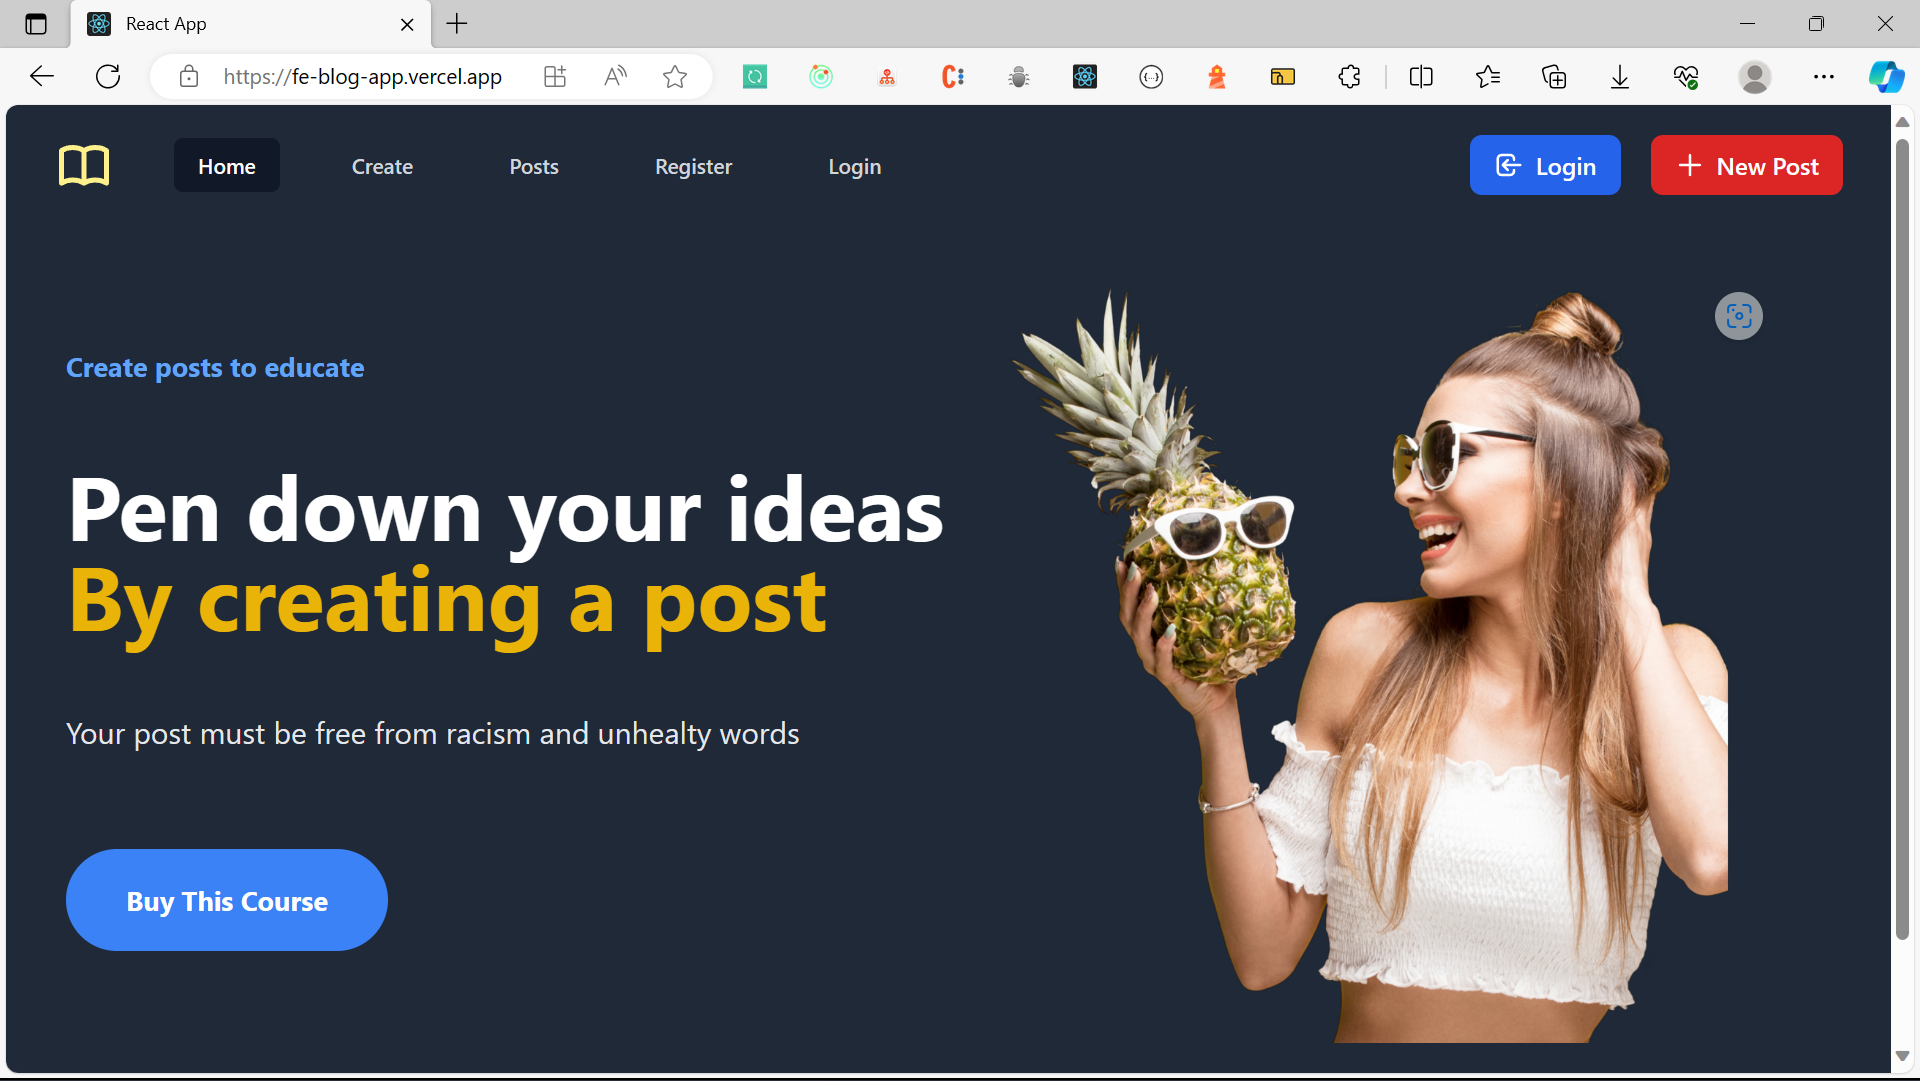 React App
https://fe-blog-app.vercel.app
Home
Create
Posts
Register
Login
Login
New Post
Create posts to educate
Pen down your ideas
By creating a post
Your post must be free from racism and unhealty words
Buy This Course